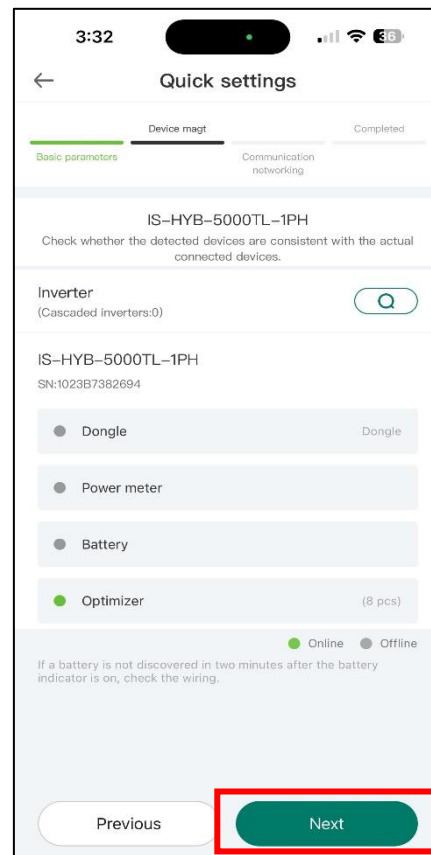 3:32
36
Quick settings
Device magt
Completed
Basic parameters
Communication
networking
IS-HYB-5000TL-1PH
Check whether the detected devices are consistent with the actual
connected devices.
Inverter
(Cascaded inverters:0)
IS-HYB-5000TL-1PH
SN:1023B7382694
Dongle Dongle
Power meter
Battery
Optimizer (8 pcs)
Online Offline
If a battery is not discovered in two minutes after the battery
indicator is on, check the wiring.
Previous Next